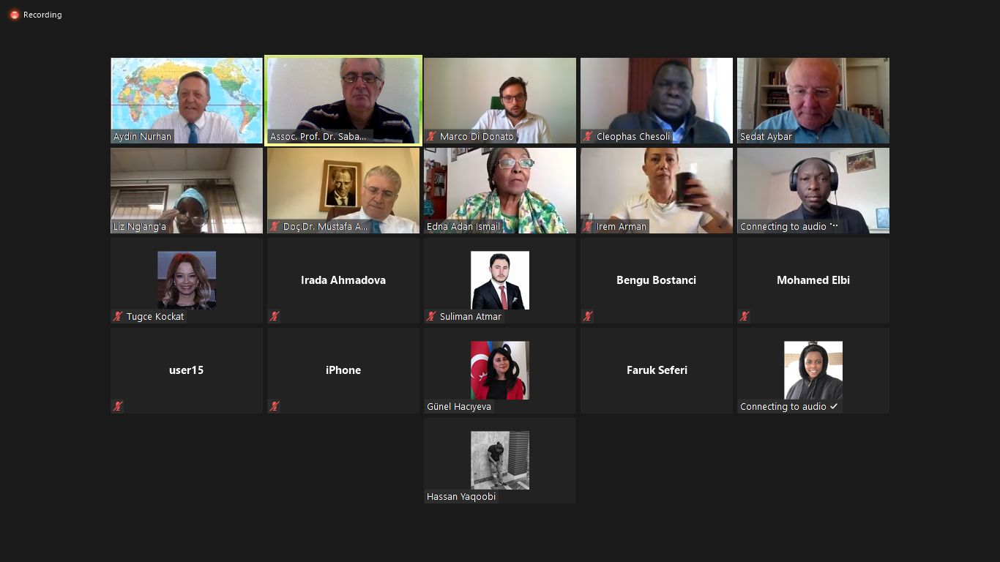 Recording
Aydin Nurhan
Assoc. Prof. Dr. Saba...
Marco Di Donato
Cleophas Chesoli
Sedat Aybar
Liz Ng'ang'a
Doç.Dr. Mustafa A...
Edna Adan Ismail
Irem Arman
Connecting to audio ···
Tugce Kockat
Irada Ahmadova
Suliman Atmar
Bengu Bostanci
Mohamed Elbi
user15
iPhone
Günel Hacıyeva
Faruk Seferi
Connecting to audio ✓
Hassan Yaqoobi